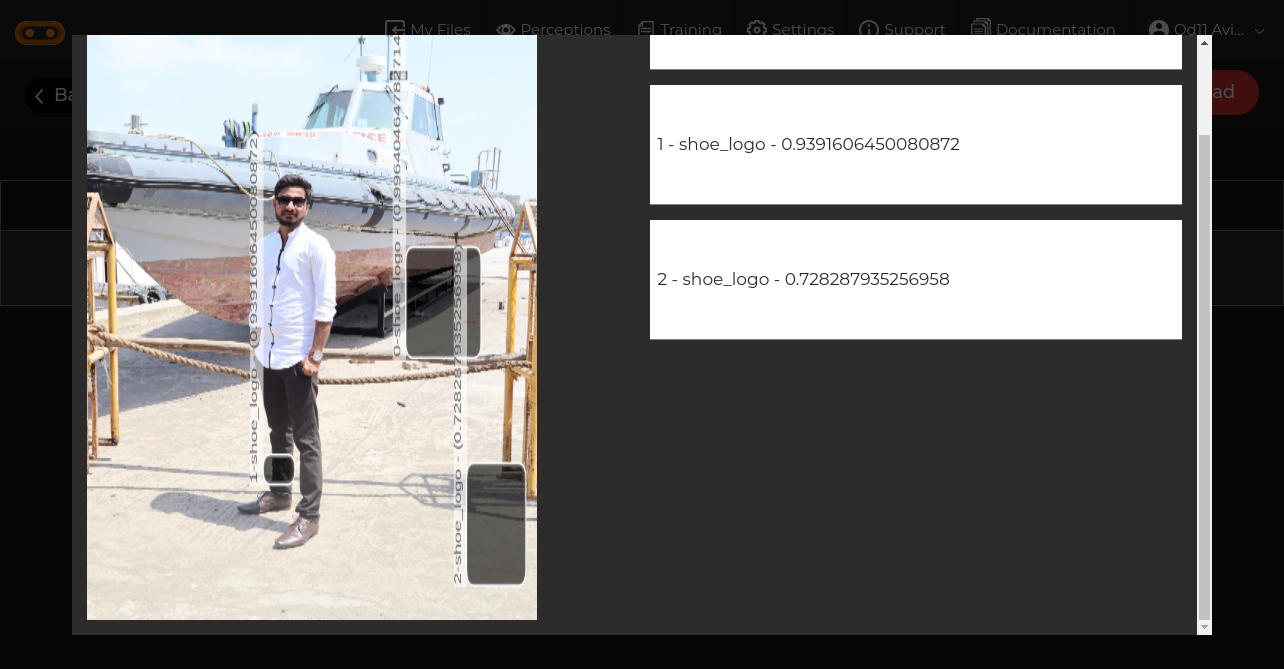 My Files
Perceptions
Training
Settings
Support
Documentation
Od11 Avi...
Ba
ad
1 - shoe_logo - 0.9391606450080872
2 - shoe_logo - 0.728287935256958
1-shoe_logo - (0.9391606450080872)
0-shoe_logo - (0.9964046478271484
2-shoe_logo - (0.728287935256958)